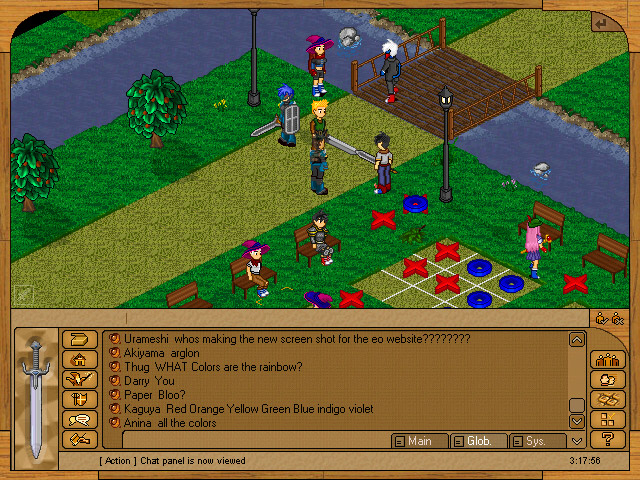 Urameshi whos making the new screen shot for the eo website????????
Akiyama arglon
Thug WHAT Colors are the rainbow?
Darry You
Paper Bloo?
Kaguya Red Orange Yellow Green Blue indigo violet
Anina all the colors
Main Glob. Sys.
[ Action ] Chat panel is now viewed 3:17:56